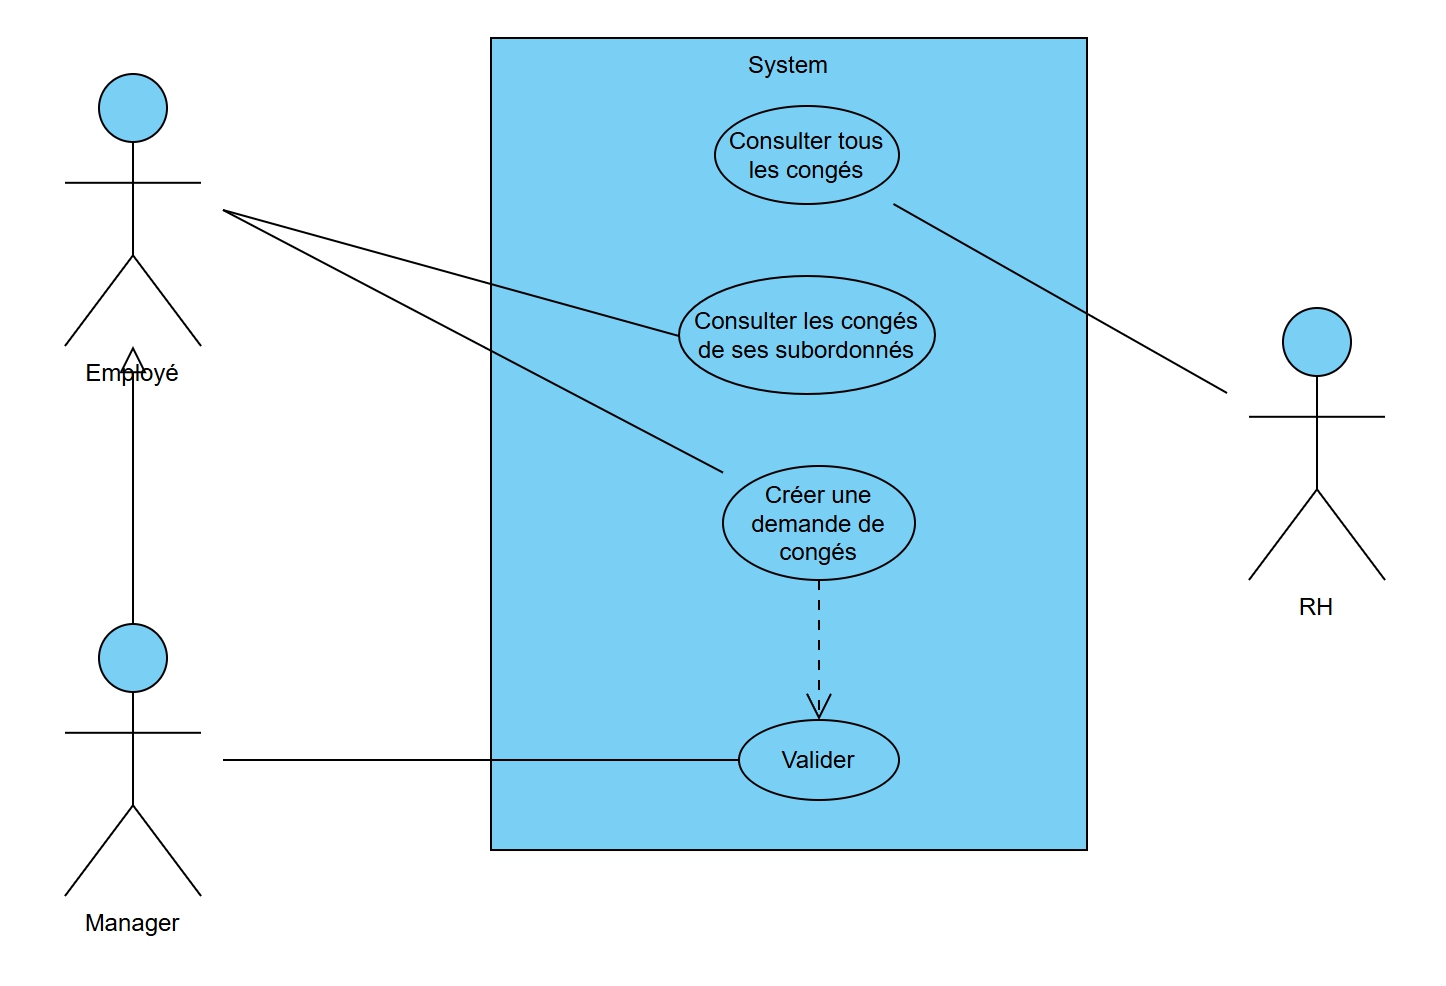 System
Consulter tous
les congés
Consulter les congés
de ses subordonnés
Employé
Créer une
demande de
congés
RH
Valider
Manager